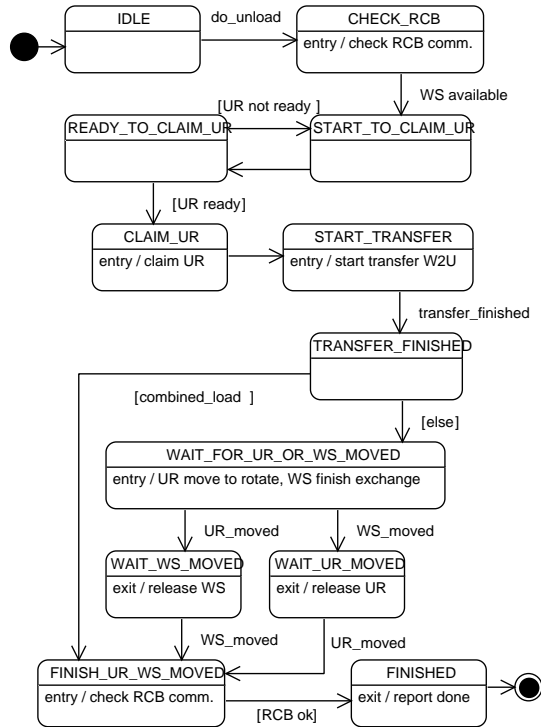 IDLE
do_unload
CHECK_RCB
entry / check RCB comm.
WS available
[UR not ready ]
READY_TO_CLAIM_UR
START_TO_CLAIM_UR
[UR ready]
CLAIM_UR
entry / claim UR
START_TRANSFER
entry / start transfer W2U
transfer_finished
TRANSFER_FINISHED
[combined_load  ]
[else]
WAIT_FOR_UR_OR_WS_MOVED
entry / UR move to rotate, WS finish exchange
UR_moved
WS_moved
WAIT_WS_MOVED
exit / release WS
WAIT_UR_MOVED
exit / release UR
WS_moved
UR_moved
FINISH_UR_WS_MOVED
entry / check RCB comm.
[RCB ok]
FINISHED
exit / report done